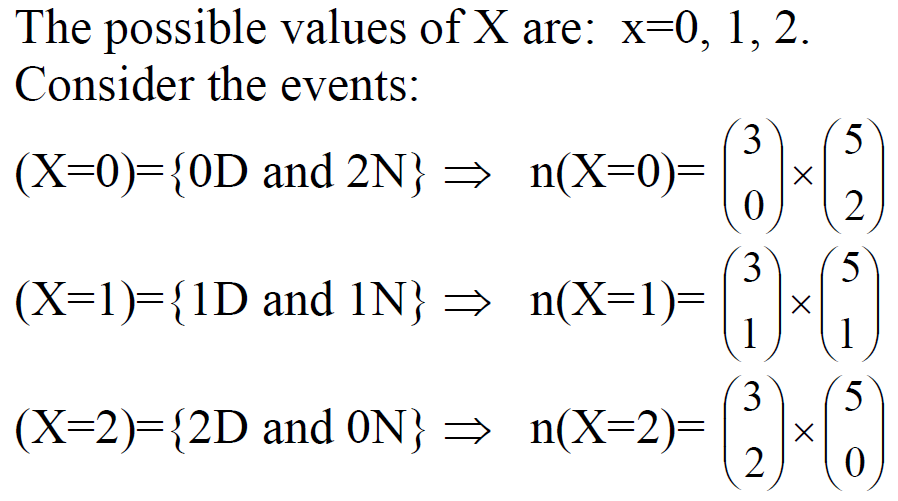 The possible values of X are: x=0, 1, 2.
Consider the events:
(X=0)={0D and 2N} ⇒ n(X=0)= (3 0) × (5 2)
(X=1)={1D and 1N} ⇒ n(X=1)= (3 1) × (5 1)
(X=2)={2D and 0N} ⇒ n(X=2)= (3 2) × (5 0)